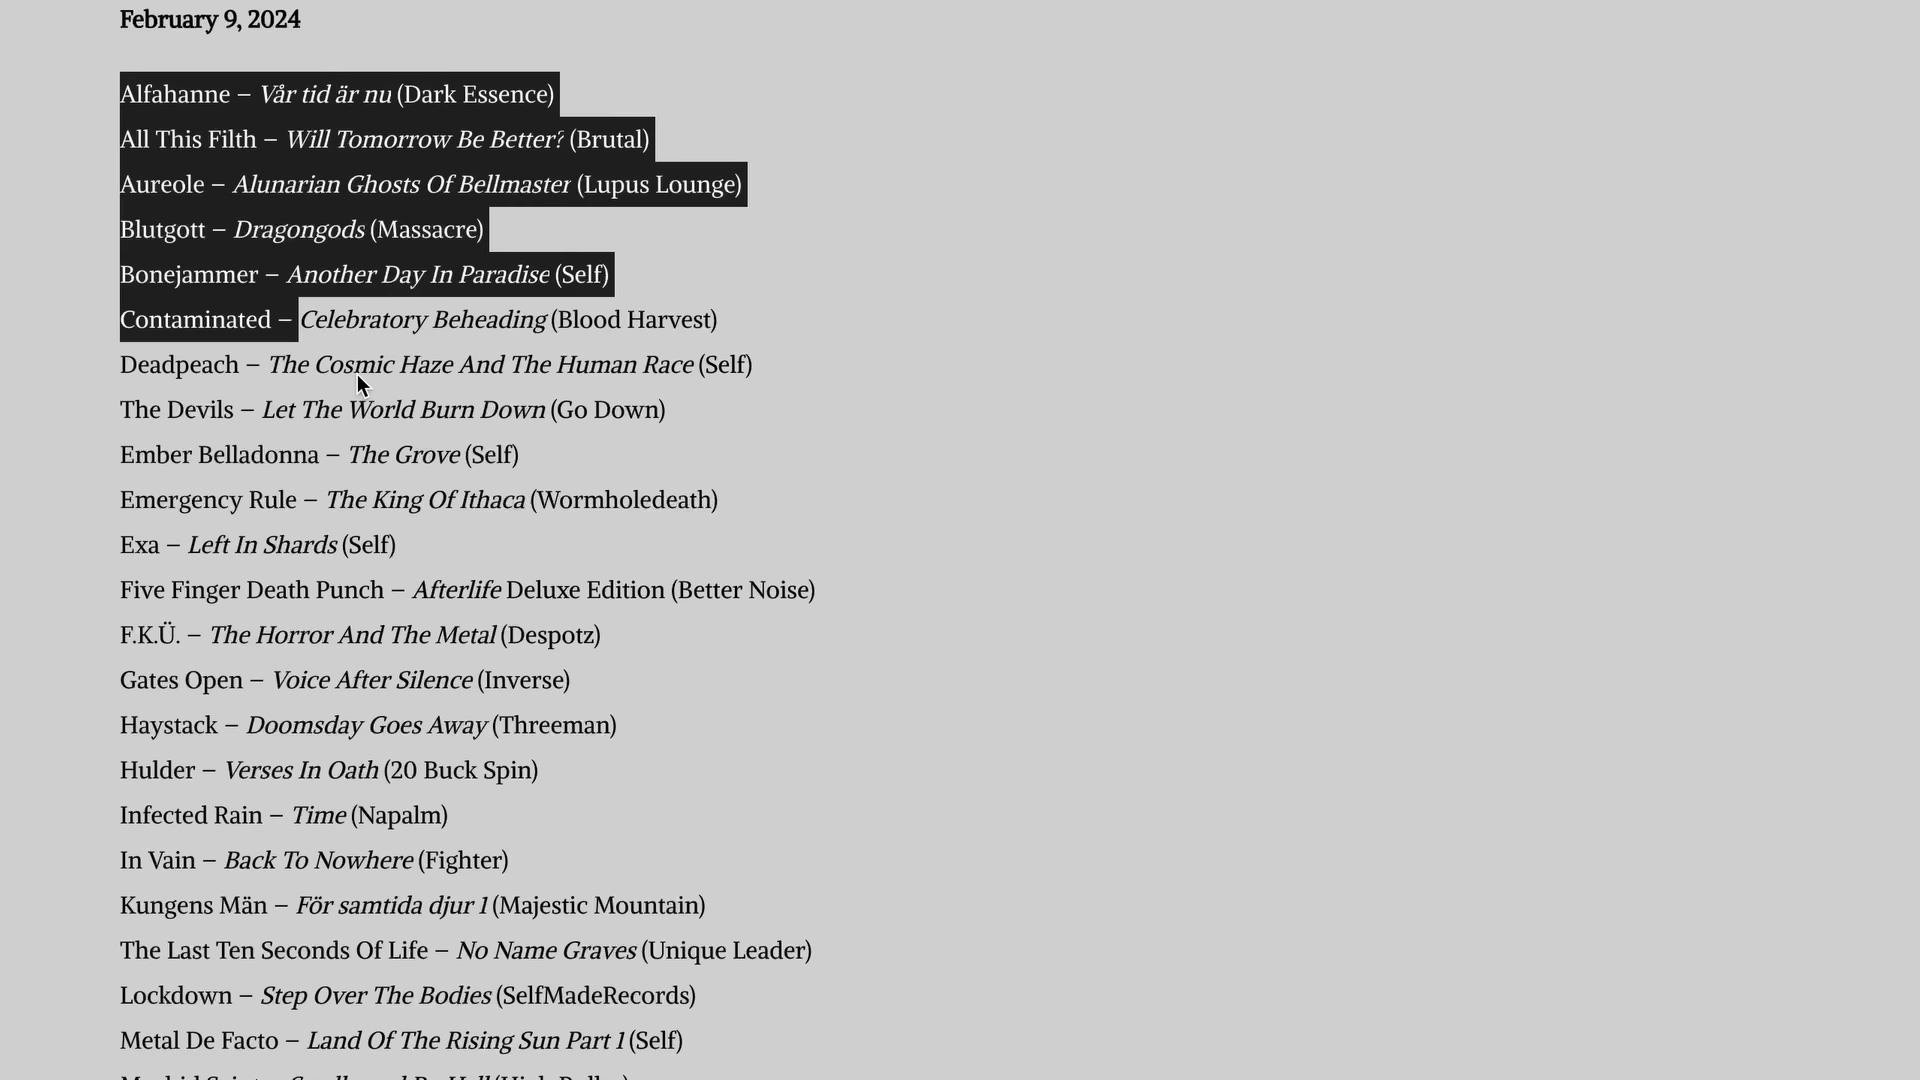 February 9, 2024
Alfahanne – Vår tid är nu (Dark Essence)
All This Filth – Will Tomorrow Be Better? (Brutal)
Aureole – Alunarian Ghosts Of Bellmaster (Lupus Lounge)
Blutgott – Dragongods (Massacre)
Bonejammer – Another Day In Paradise (Self)
Contaminated – Celebratory Beheading (Blood Harvest)
Deadpeach – The Cosmic Haze And The Human Race (Self)
The Devils – Let The World Burn Down (Go Down)
Ember Belladonna – The Grove (Self)
Emergency Rule – The King Of Ithaca (Wormholedeath)
Exa – Left In Shards (Self)
Five Finger Death Punch – Afterlife Deluxe Edition (Better Noise)
F.K.Ü. – The Horror And The Metal (Despotz)
Gates Open – Voice After Silence (Inverse)
Haystack – Doomsday Goes Away (Threeman)
Hulder – Verses In Oath (20 Buck Spin)
Infected Rain – Time (Napalm)
In Vain – Back To Nowhere (Fighter)
Kungens Män – För samtida djur 1 (Majestic Mountain)
The Last Ten Seconds Of Life – No Name Graves (Unique Leader)
Lockdown – Step Over The Bodies (SelfMadeRecords)
Metal De Facto – Land Of The Rising Sun Part 1 (Self)